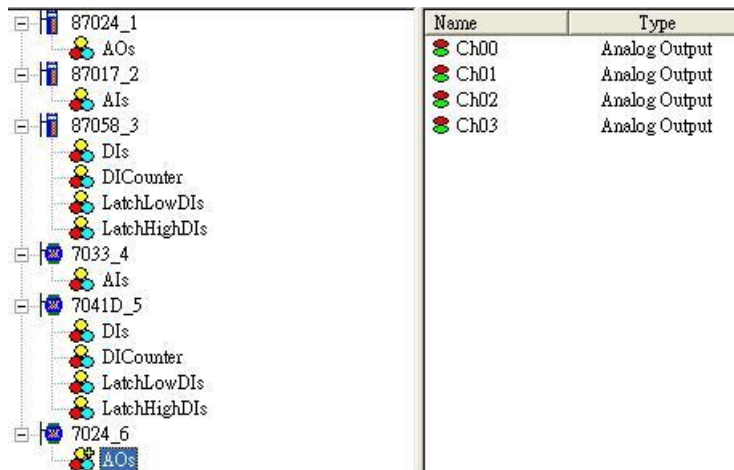 87024_1
AOs
87017_2
AIs
87058_3
DIs
DICounter
LatchLowDIs
LatchHighDIs
7033_4
AIs
7041D_5
DIs
DICounter
LatchLowDIs
LatchHighDIs
7024_6
AOs
Name Type
Ch00 Analog Output
Ch01 Analog Output
Ch02 Analog Output
Ch03 Analog Output